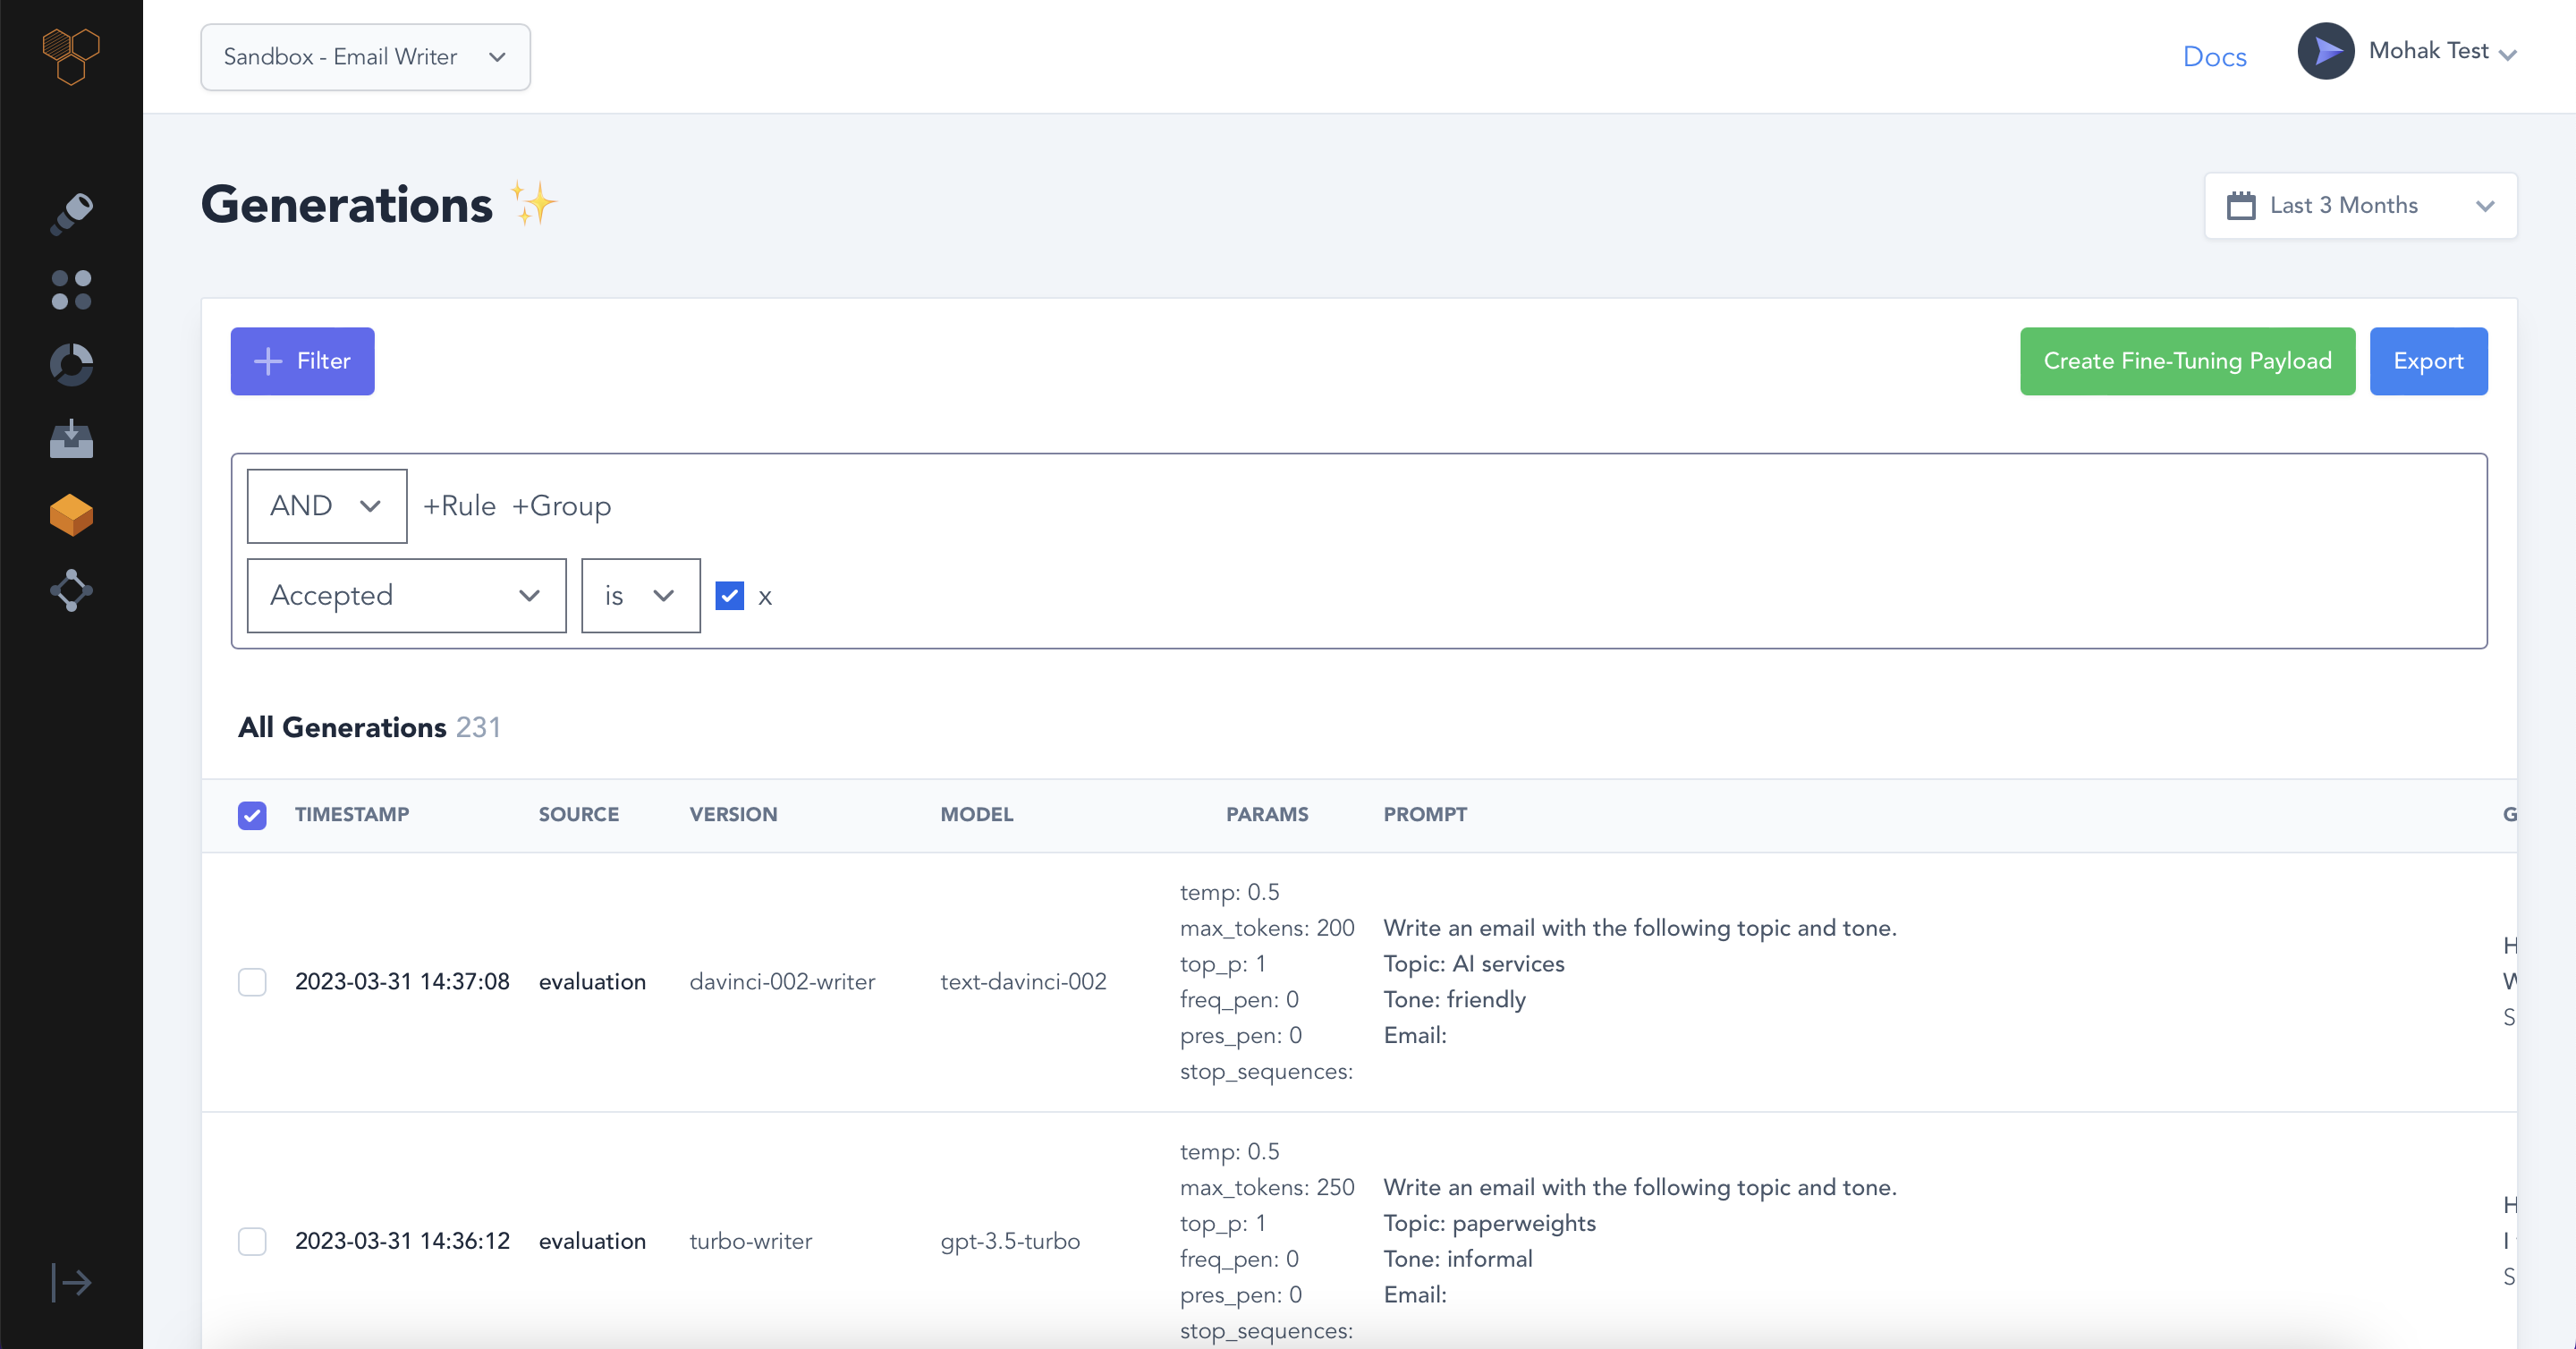 Sandbox - Email Writer
Docs
Mohak Test
Generations ✨
Last 3 Months
Filter
Create Fine-Tuning Payload
Export
AND
+Rule +Group
Accepted
is
x
All Generations 231
TIMESTAMP SOURCE VERSION MODEL PARAMS PROMPT G
2023-03-31 14:37:08 evaluation davinci-002-writer text-davinci-002
temp: 0.5
max_tokens: 200
top_p: 1
freq_pen: 0
pres_pen: 0
stop_sequences:
Write an email with the following topic and tone.
Topic: AI services
Tone: friendly
Email:
H
W
S
2023-03-31 14:36:12 evaluation turbo-writer gpt-3.5-turbo
temp: 0.5
max_tokens: 250
top_p: 1
freq_pen: 0
pres_pen: 0
stop_sequences:
Write an email with the following topic and tone.
Topic: paperweights
Tone: informal
Email:
H
I
S